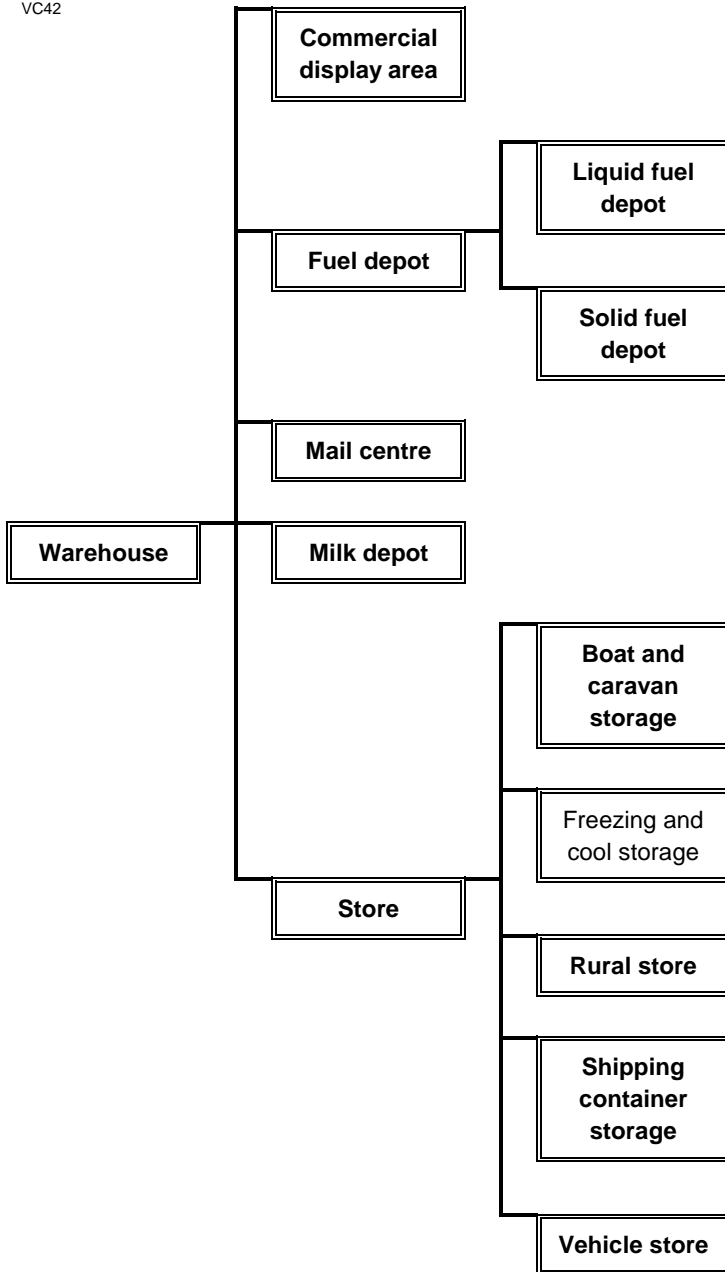 VC42
Commercial
display area
Liquid fuel
depot
Fuel depot
Solid fuel
depot
Mail centre
Warehouse
Milk depot
Boat and
caravan
storage
Freezing and
cool storage
Store
Rural store
Shipping
container
storage
Vehicle store